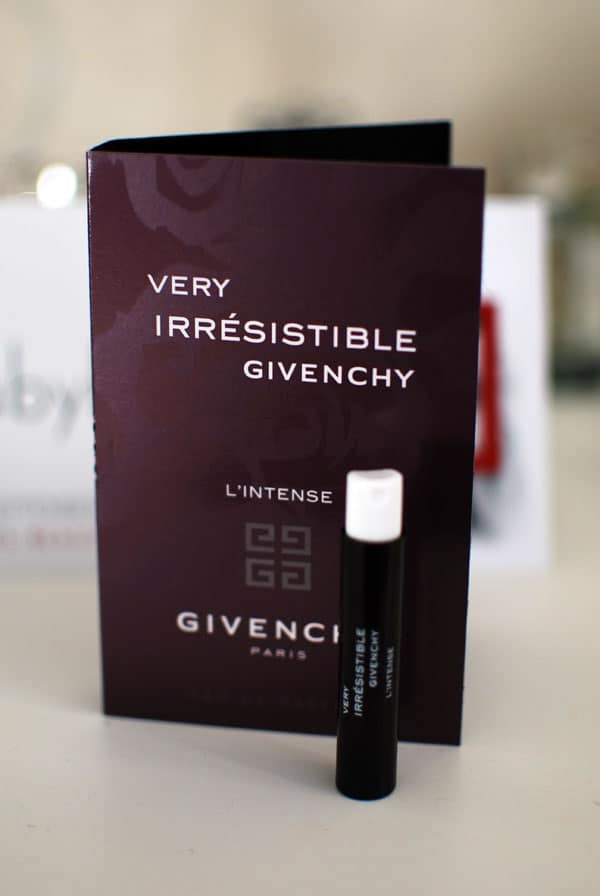 VERY
IRRÉSISTIBLE
GIVENCHY
L'INTENSE
GIVENCHY
PARIS
VERY
IRRÉSISTIBLE
GIVENCHY
L'INTENSE